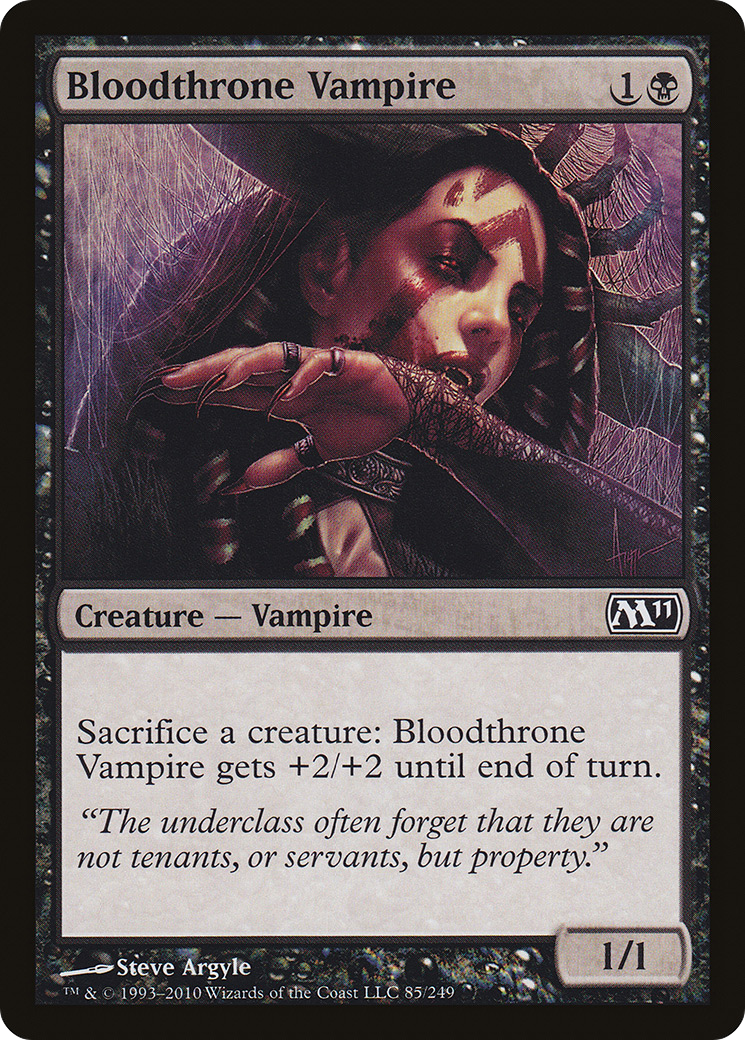 Bloodthrone Vampire 1
Creature — Vampire M11
Sacrifice a creature: Bloodthrone
Vampire gets +2/+2 until end of turn.
“The underclass often forget that they are
not tenants, or servants, but property.”
1/1
Steve Argyle
™ & © 1993–2010 Wizards of the Coast LLC 85/249